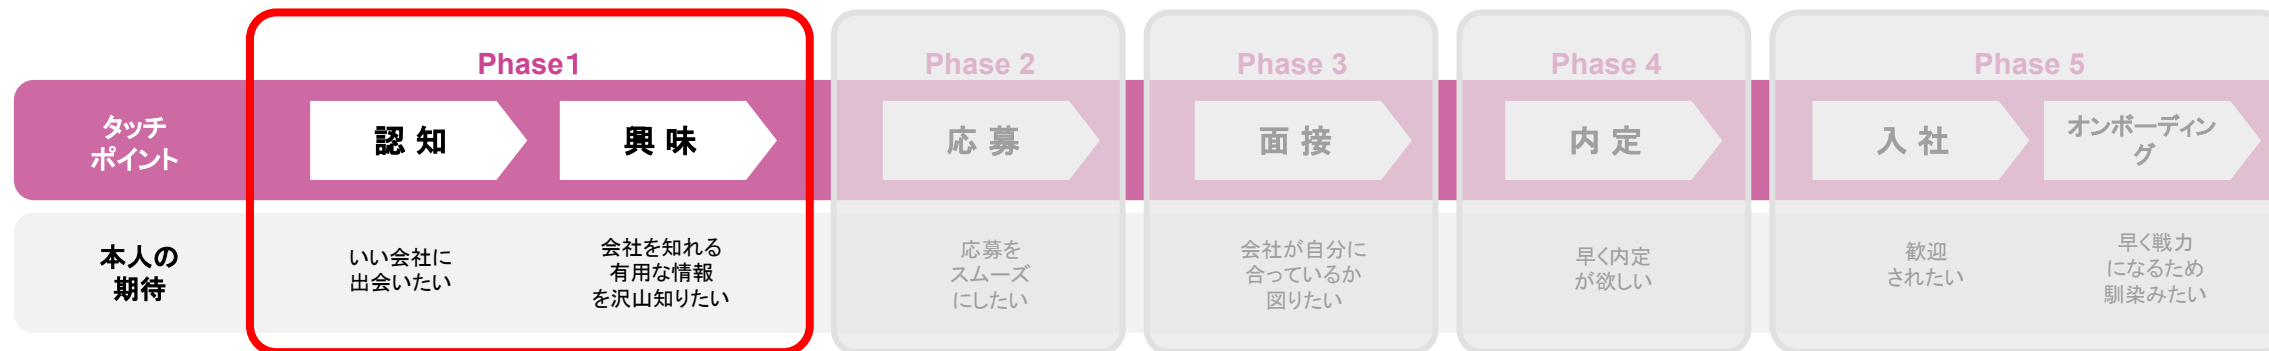 Phase1
Phase 2
Phase 3
Phase 4
Phase 5
タッチ
ポイント
認 知
興 味
応 募
面 接
内 定
入 社
オンボーディン
グ
本人の
期待
いい会社に
出会いたい
会社を知れる
有用な情報
を沢山知りたい
応募を
スムーズ
にしたい
会社が自分に
合っているか
図りたい
早く内定
が欲しい
歓迎
されたい
早く戦力
になるため
馴染みたい